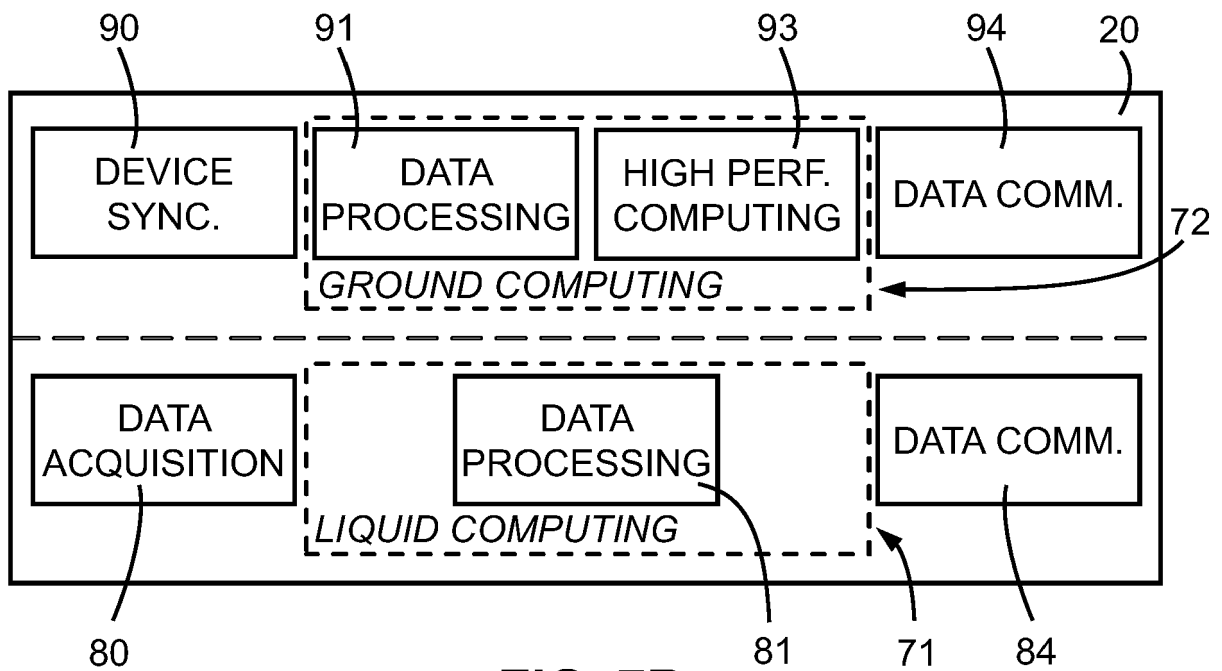 90 91 93 94 20
DEVICE SYNC.
DATA PROCESSING
HIGH PERF. COMPUTING
DATA COMM.
72
GROUND COMPUTING
DATA ACQUISITION
DATA PROCESSING
DATA COMM.
LIQUID COMPUTING
80 81 71 84